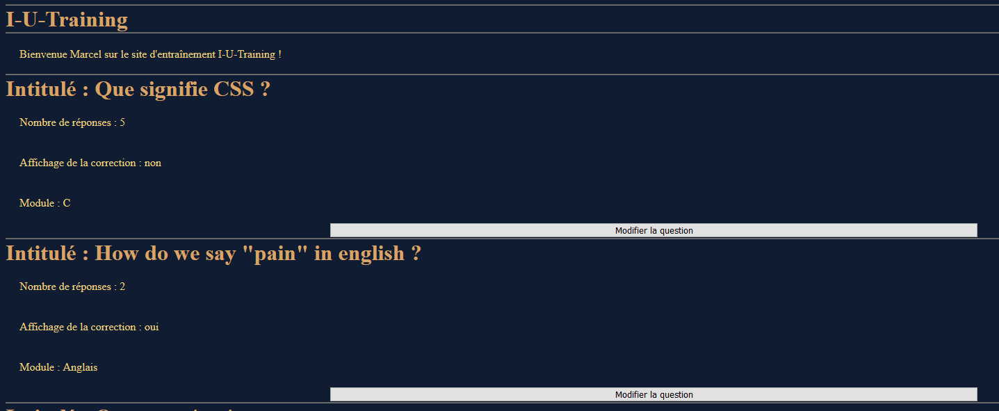 I-U-Training
Bienvenue Marcel sur le site d'entraînement I-U-Training !
Intitulé : Que signifie CSS ?
Nombre de réponses : 5
Affichage de la correction : non
Module : C
Modifier la question
Intitulé : How do we say "pain" in english ?
Nombre de réponses : 2
Affichage de la correction : oui
Module : Anglais
Modifier la question